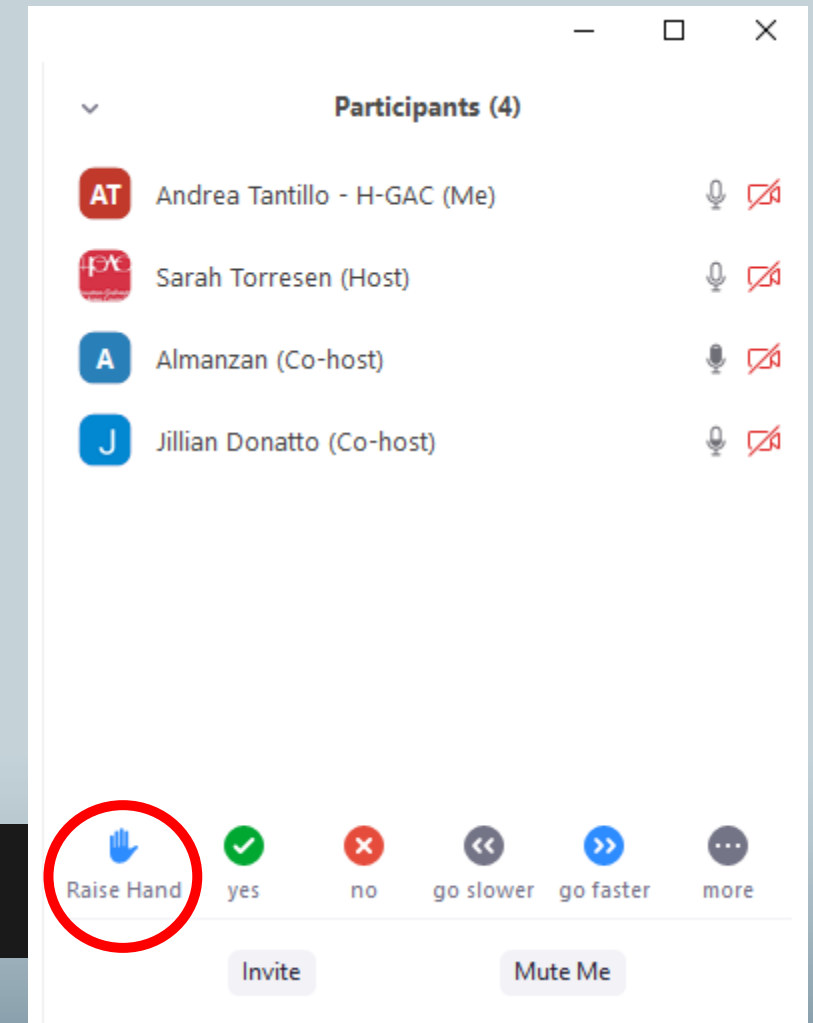 Participants (4)
AT Andrea Tantillo - H-GAC (Me)
Sarah Torresen (Host)
A Almanzan (Co-host)
J Jillian Donatto (Co-host)
Raise Hand yes no go slower go faster more
Invite Mute Me